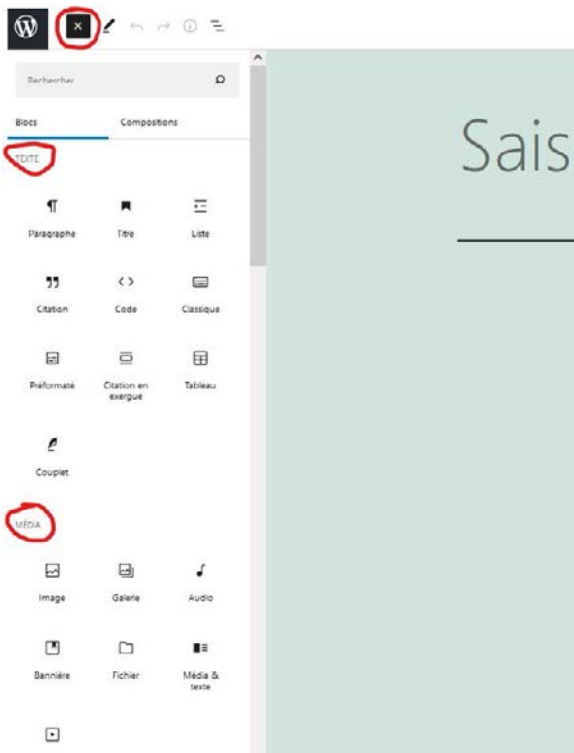 Rechercher
Blocs Compositions
TEXTE
Paragraphe Titre Liste
Citation Code Classique
Préformaté Citation en exergue Tableau
Couplet
MÉDIA
Image Galerie Audio
Bannière Fichier Média & texte
Sais